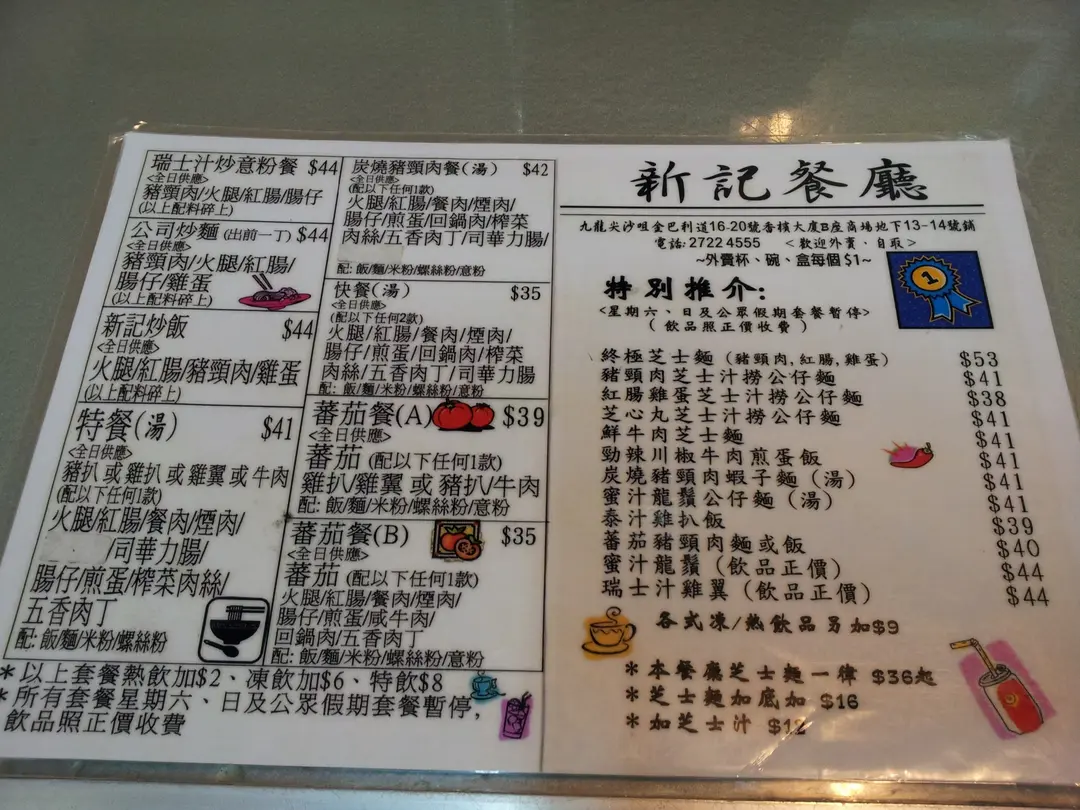 瑞士汁炒意粉餐 $44
<全日供應>
豬頸肉/火腿/紅腸/腸仔
(以上配料碎上)
公司炒麵 (出前一丁) $44
<全日供應>
豬頸肉/火腿/紅腸/
腸仔/雞蛋
(以上配料碎上)
新記炒飯 $44
<全日供應>
火腿/紅腸/豬頸肉/雞蛋
(以上配料碎上)
特餐(湯) $41
<全日供應>
豬扒 或 雞扒 或 雞翼 或 牛肉
(配以下任何1款)
火腿/紅腸/餐肉/煙肉/
/司華力腸/
腸仔/煎蛋/榨菜肉絲/
五香肉丁
配: 飯/麵/米粉/螺絲粉
炭燒豬頸肉餐(湯) $42
<全日供應>
(配以下任何1款)
火腿/紅腸/餐肉/煙肉/
腸仔/煎蛋/回鍋肉/榨菜
肉絲/五香肉丁/司華力腸/
配: 飯/麵/米粉/螺絲粉/意粉
快餐(湯) $35
<全日供應>
(配以下任何2款)
火腿/紅腸/餐肉/煙肉/
腸仔/煎蛋/回鍋肉/榨菜
肉絲/五香肉丁/司華力腸
配: 飯/麵/米粉/螺絲粉/意粉
蕃茄餐(A) $39
<全日供應>
蕃茄 (配以下任何1款)
雞扒/雞翼 或 豬扒/牛肉
配: 飯/麵/米粉/螺絲粉/意粉
蕃茄餐(B) $35
<全日供應>
蕃茄 (配以下任何1款)
火腿/紅腸/餐肉/煙肉/
腸仔/煎蛋/咸牛肉/
回鍋肉/五香肉丁
配: 飯/麵/米粉/螺絲粉/意粉
*以上套餐熱飲加$2、凍飲加$6、特飲$8
*所有套餐星期六、日及公眾假期套餐暫停,
飲品照正價收費
新記餐廳
九龍尖沙咀金巴利道16-20號香檳大廈B座商場地下13-14號鋪
電話: 2722 4555 <歡迎外賣、自取>
~外賣杯、碗、盒每個 $1~
特別推介:
<星期六、日及公眾假期套餐暫停>
(飲品照正價收費)
1
終極芝士麵 (豬頸肉, 紅腸, 雞蛋) $53
豬頸肉芝士汁撈公仔麵 $41
紅腸雞蛋芝士汁撈公仔麵 $38
芝心丸芝士汁撈公仔麵 $41
鮮牛肉芝士麵 $41
勁辣川椒牛肉煎蛋飯 $41
炭燒豬頸肉蝦子麵 (湯) $41
蜜汁龍鬚公仔麵 (湯) $41
泰汁雞扒飯 $39
蕃茄豬頸肉麵或飯 $40
蜜汁龍鬚 (飲品正價) $44
瑞士汁雞翼 (飲品正價) $44
各式凍/熱飲品另加$9
*本餐廳芝士麵一律 $36起
*芝士麵加底加 $16
*加芝士汁 $12